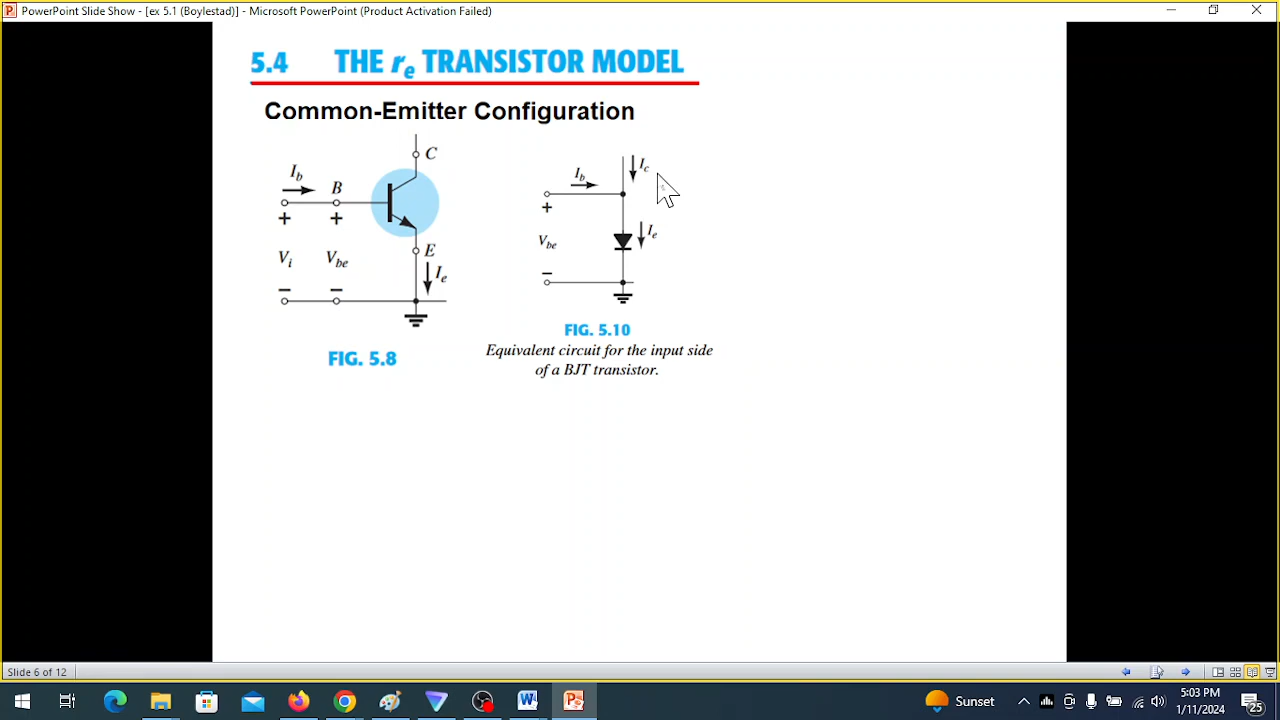 PowerPoint Slide Show - [ex 5.1 (Boylestad)] - Microsoft PowerPoint (Product Activation Failed)
5.4 THE re TRANSISTOR MODEL
Common-Emitter Configuration
C
Ib
B
+ +
Vi Vbe
E
Ie
− −
FIG. 5.8
Ic
Ib
+
Vbe
Ie
−
FIG. 5.10
Equivalent circuit for the input side
of a BJT transistor.
Slide 6 of 12
Sunset
5:03 PM
1/11/2024
25